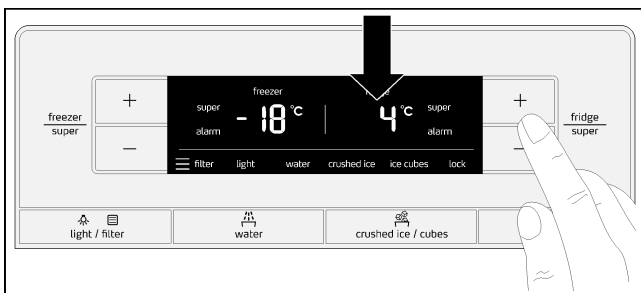 freezer
super
+
−
freezer
super
alarm
-18 °C
4 °C
super
alarm
filter
light
water
crushed ice
ice cubes
lock
+
−
fridge
super
light / filter
water
crushed ice / cubes